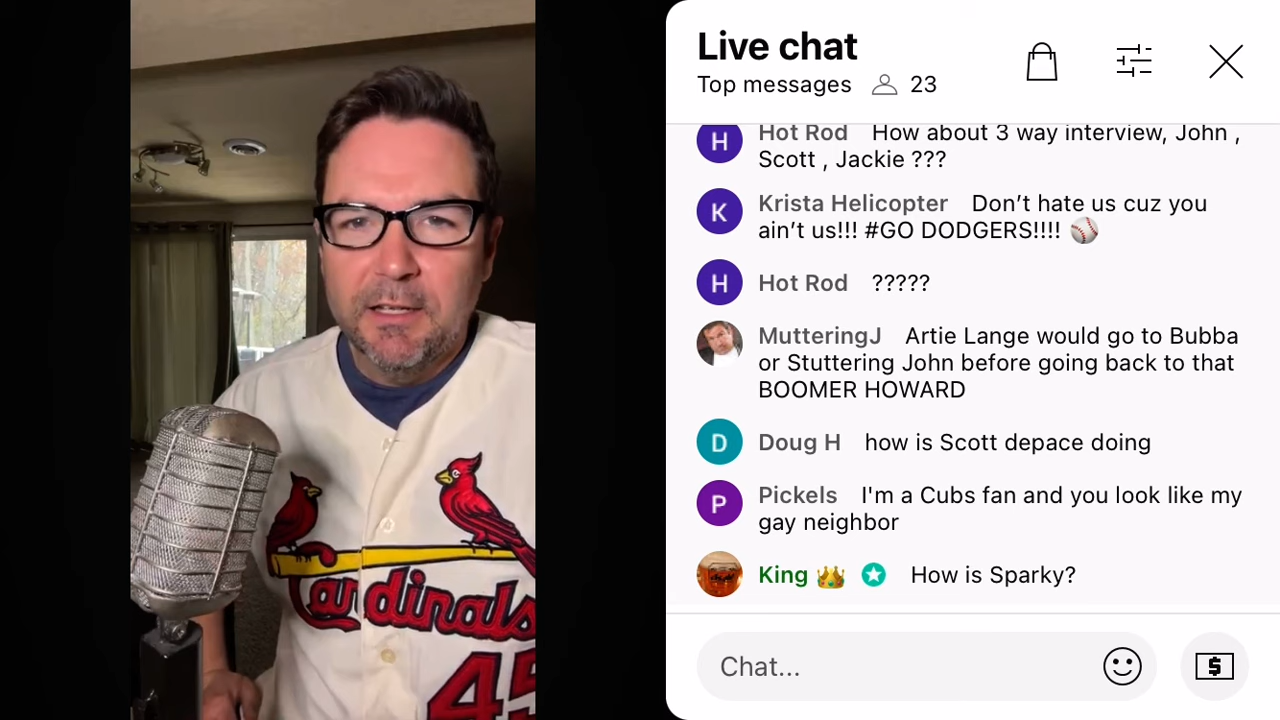 Cardinals
45
Live chat
Top messages 23
H Hot Rod How about 3 way interview, John ,
Scott , Jackie ???
K Krista Helicopter Don’t hate us cuz you
ain’t us!!! #GO DODGERS!!!! ⚾
H Hot Rod ?????
MutteringJ Artie Lange would go to Bubba
or Stuttering John before going back to that
BOOMER HOWARD
D Doug H how is Scott depace doing
P Pickels I'm a Cubs fan and you look like my
gay neighbor
King 👑 How is Sparky?
Chat...
$